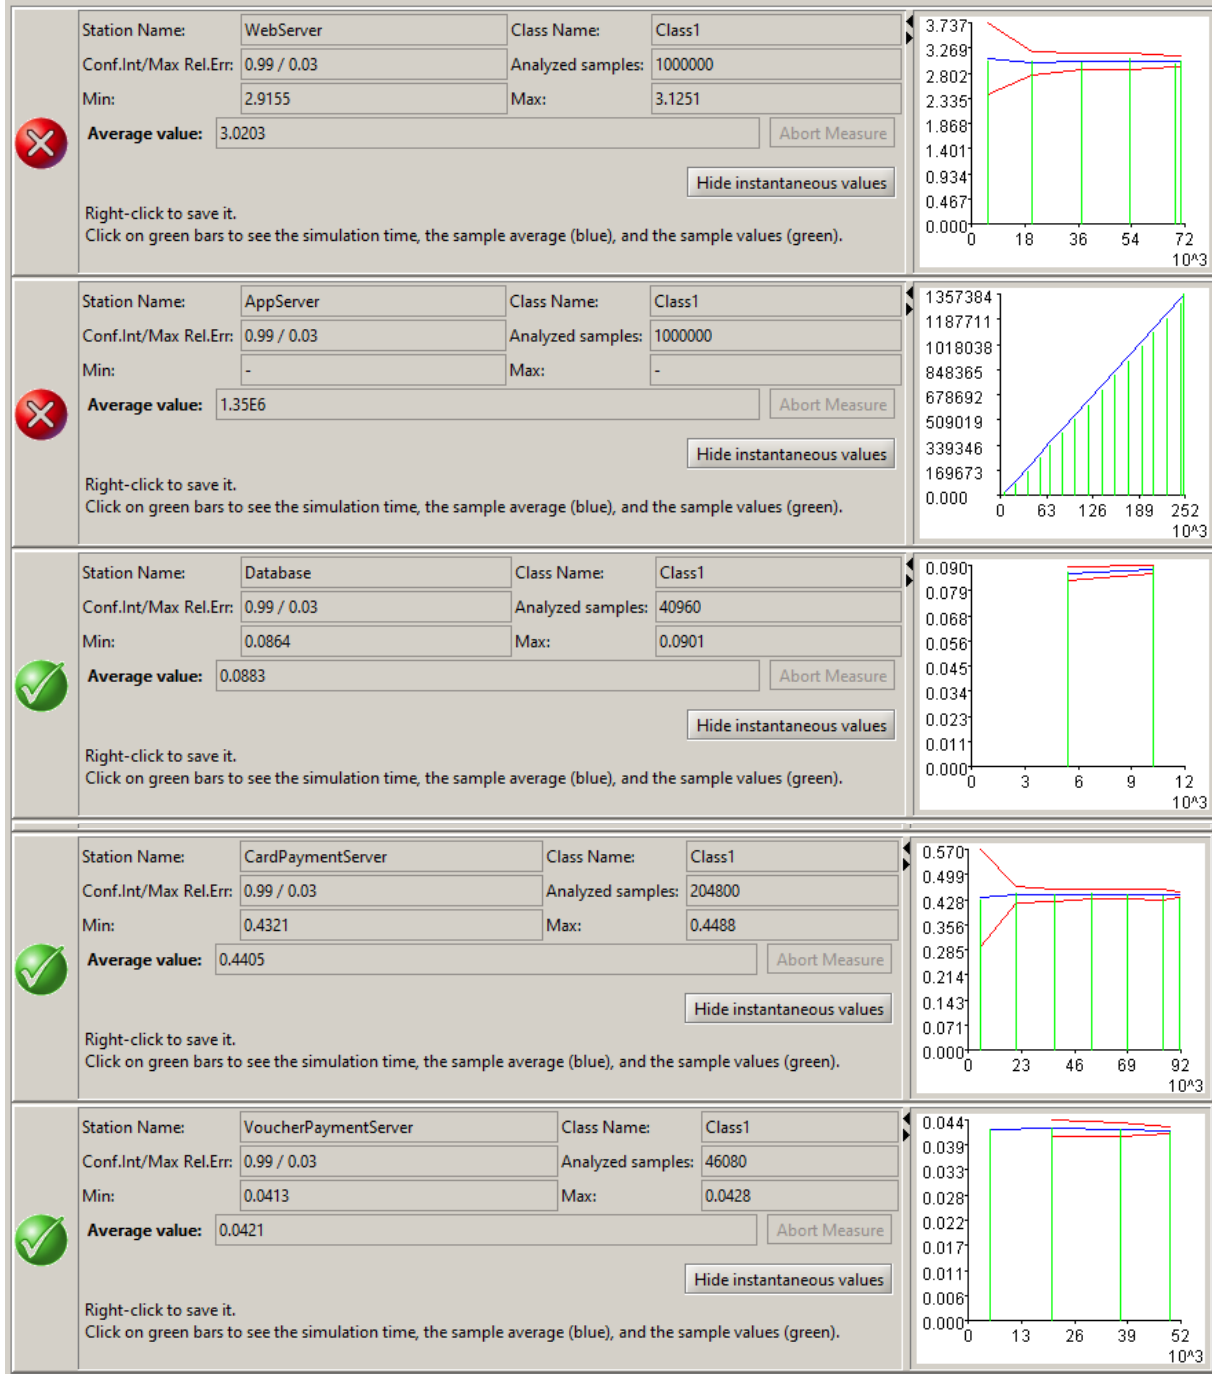 Station Name: WebServer Class Name: Class1
Conf.Int/Max Rel.Err: 0.99 / 0.03 Analyzed samples: 1000000
Min: 2.9155 Max: 3.1251
Average value: 3.0203 Abort Measure
Hide instantaneous values
Right-click to save it.
Click on green bars to see the simulation time, the sample average (blue), and the sample values (green).
3.737
3.269
2.802
2.335
1.868
1.401
0.934
0.467
0.000
0 18 36 54 72
10^3
Station Name: AppServer Class Name: Class1
Conf.Int/Max Rel.Err: 0.99 / 0.03 Analyzed samples: 1000000
Min: - Max: -
Average value: 1.35E6 Abort Measure
Hide instantaneous values
Right-click to save it.
Click on green bars to see the simulation time, the sample average (blue), and the sample values (green).
1357384
1187711
1018038
848365
678692
509019
339346
169673
0.000
0 63 126 189 252
10^3
Station Name: Database Class Name: Class1
Conf.Int/Max Rel.Err: 0.99 / 0.03 Analyzed samples: 40960
Min: 0.0864 Max: 0.0901
Average value: 0.0883 Abort Measure
Hide instantaneous values
Right-click to save it.
Click on green bars to see the simulation time, the sample average (blue), and the sample values (green).
0.090
0.079
0.068
0.056
0.045
0.034
0.023
0.011
0.000
0 3 6 9 12
10^3
Station Name: CardPaymentServer Class Name: Class1
Conf.Int/Max Rel.Err: 0.99 / 0.03 Analyzed samples: 204800
Min: 0.4321 Max: 0.4488
Average value: 0.4405 Abort Measure
Hide instantaneous values
Right-click to save it.
Click on green bars to see the simulation time, the sample average (blue), and the sample values (green).
0.570
0.499
0.428
0.356
0.285
0.214
0.143
0.071
0.000
0 23 46 69 92
10^3
Station Name: VoucherPaymentServer Class Name: Class1
Conf.Int/Max Rel.Err: 0.99 / 0.03 Analyzed samples: 46080
Min: 0.0413 Max: 0.0428
Average value: 0.0421 Abort Measure
Hide instantaneous values
Right-click to save it.
Click on green bars to see the simulation time, the sample average (blue), and the sample values (green).
0.044
0.039
0.033
0.028
0.022
0.017
0.011
0.006
0.000
0 13 26 39 52
10^3